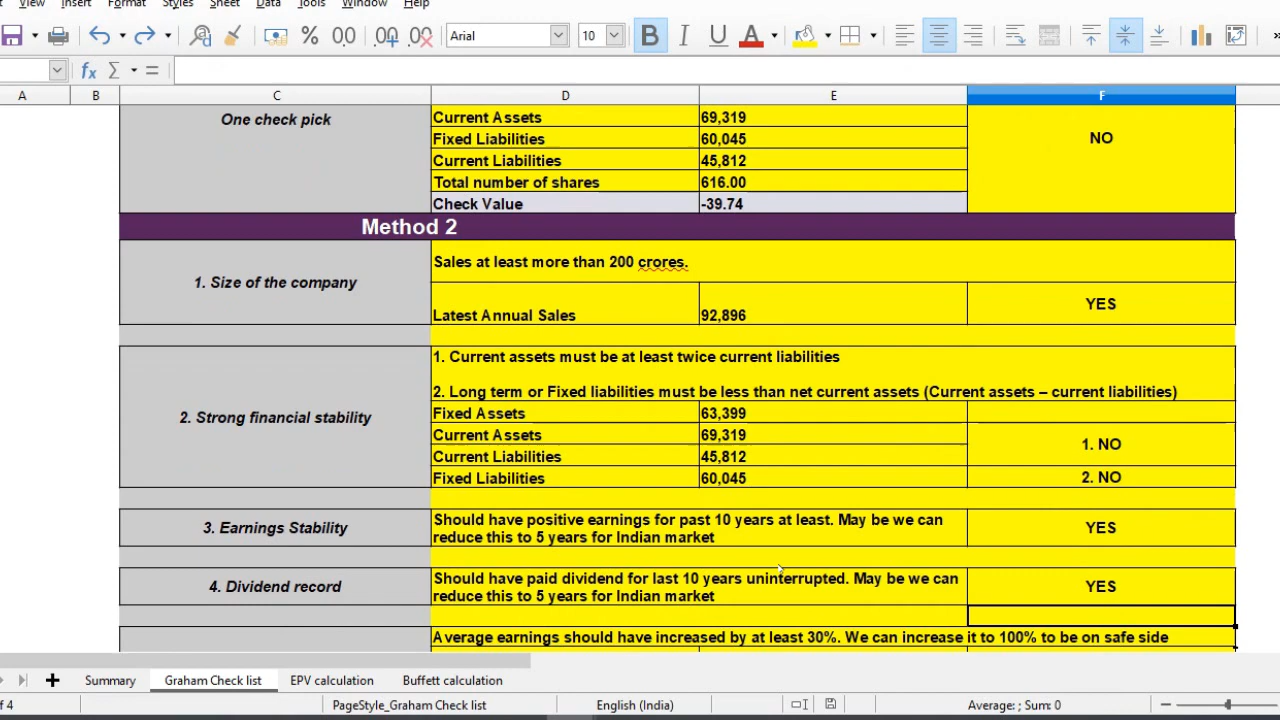 View Insert Format Styles Sheet Data Tools Window Help
Arial 10
A B C D E F
One check pick
Current Assets 69,319
NO
Fixed Liabilities 60,045
Current Liabilities 45,812
Total number of shares 616.00
Check Value -39.74
Method 2
1. Size of the company
Sales at least more than 200 crores.
Latest Annual Sales 92,896 YES
2. Strong financial stability
1. Current assets must be at least twice current liabilities
2. Long term or Fixed liabilities must be less than net current assets (Current assets – current liabilities)
Fixed Assets 63,399
Current Assets 69,319
1. NO
Current Liabilities 45,812
Fixed Liabilities 60,045 2. NO
3. Earnings Stability
Should have positive earnings for past 10 years at least. May be we can
reduce this to 5 years for Indian market
YES
4. Dividend record
Should have paid dividend for last 10 years uninterrupted. May be we can
reduce this to 5 years for Indian market
YES
Average earnings should have increased by at least 30%. We can increase it to 100% to be on safe side
Summary Graham Check list EPV calculation Buffett calculation
of 4 PageStyle_Graham Check list English (India) Average: ; Sum: 0